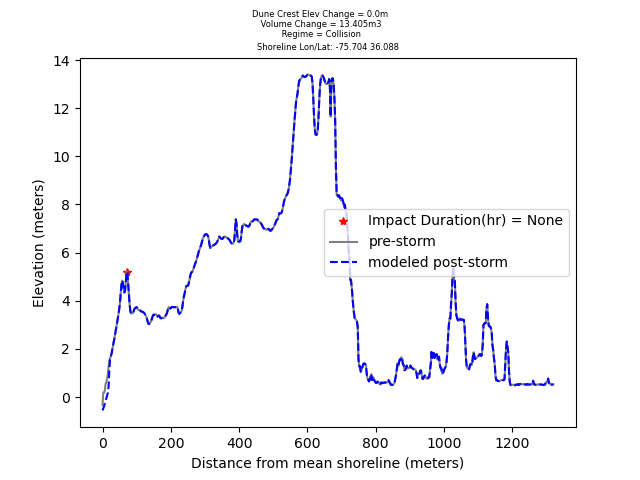 Dune Crest Elev Change = 0.0m
Volume Change = 13.405m3
Regime = Collision
Shoreline Lon/Lat: -75.704 36.088
14
12
10
8
6
4
2
0
Elevation (meters)
Impact Duration(hr) = None
pre-storm
modeled post-storm
0 200 400 600 800 1000 1200
Distance from mean shoreline (meters)